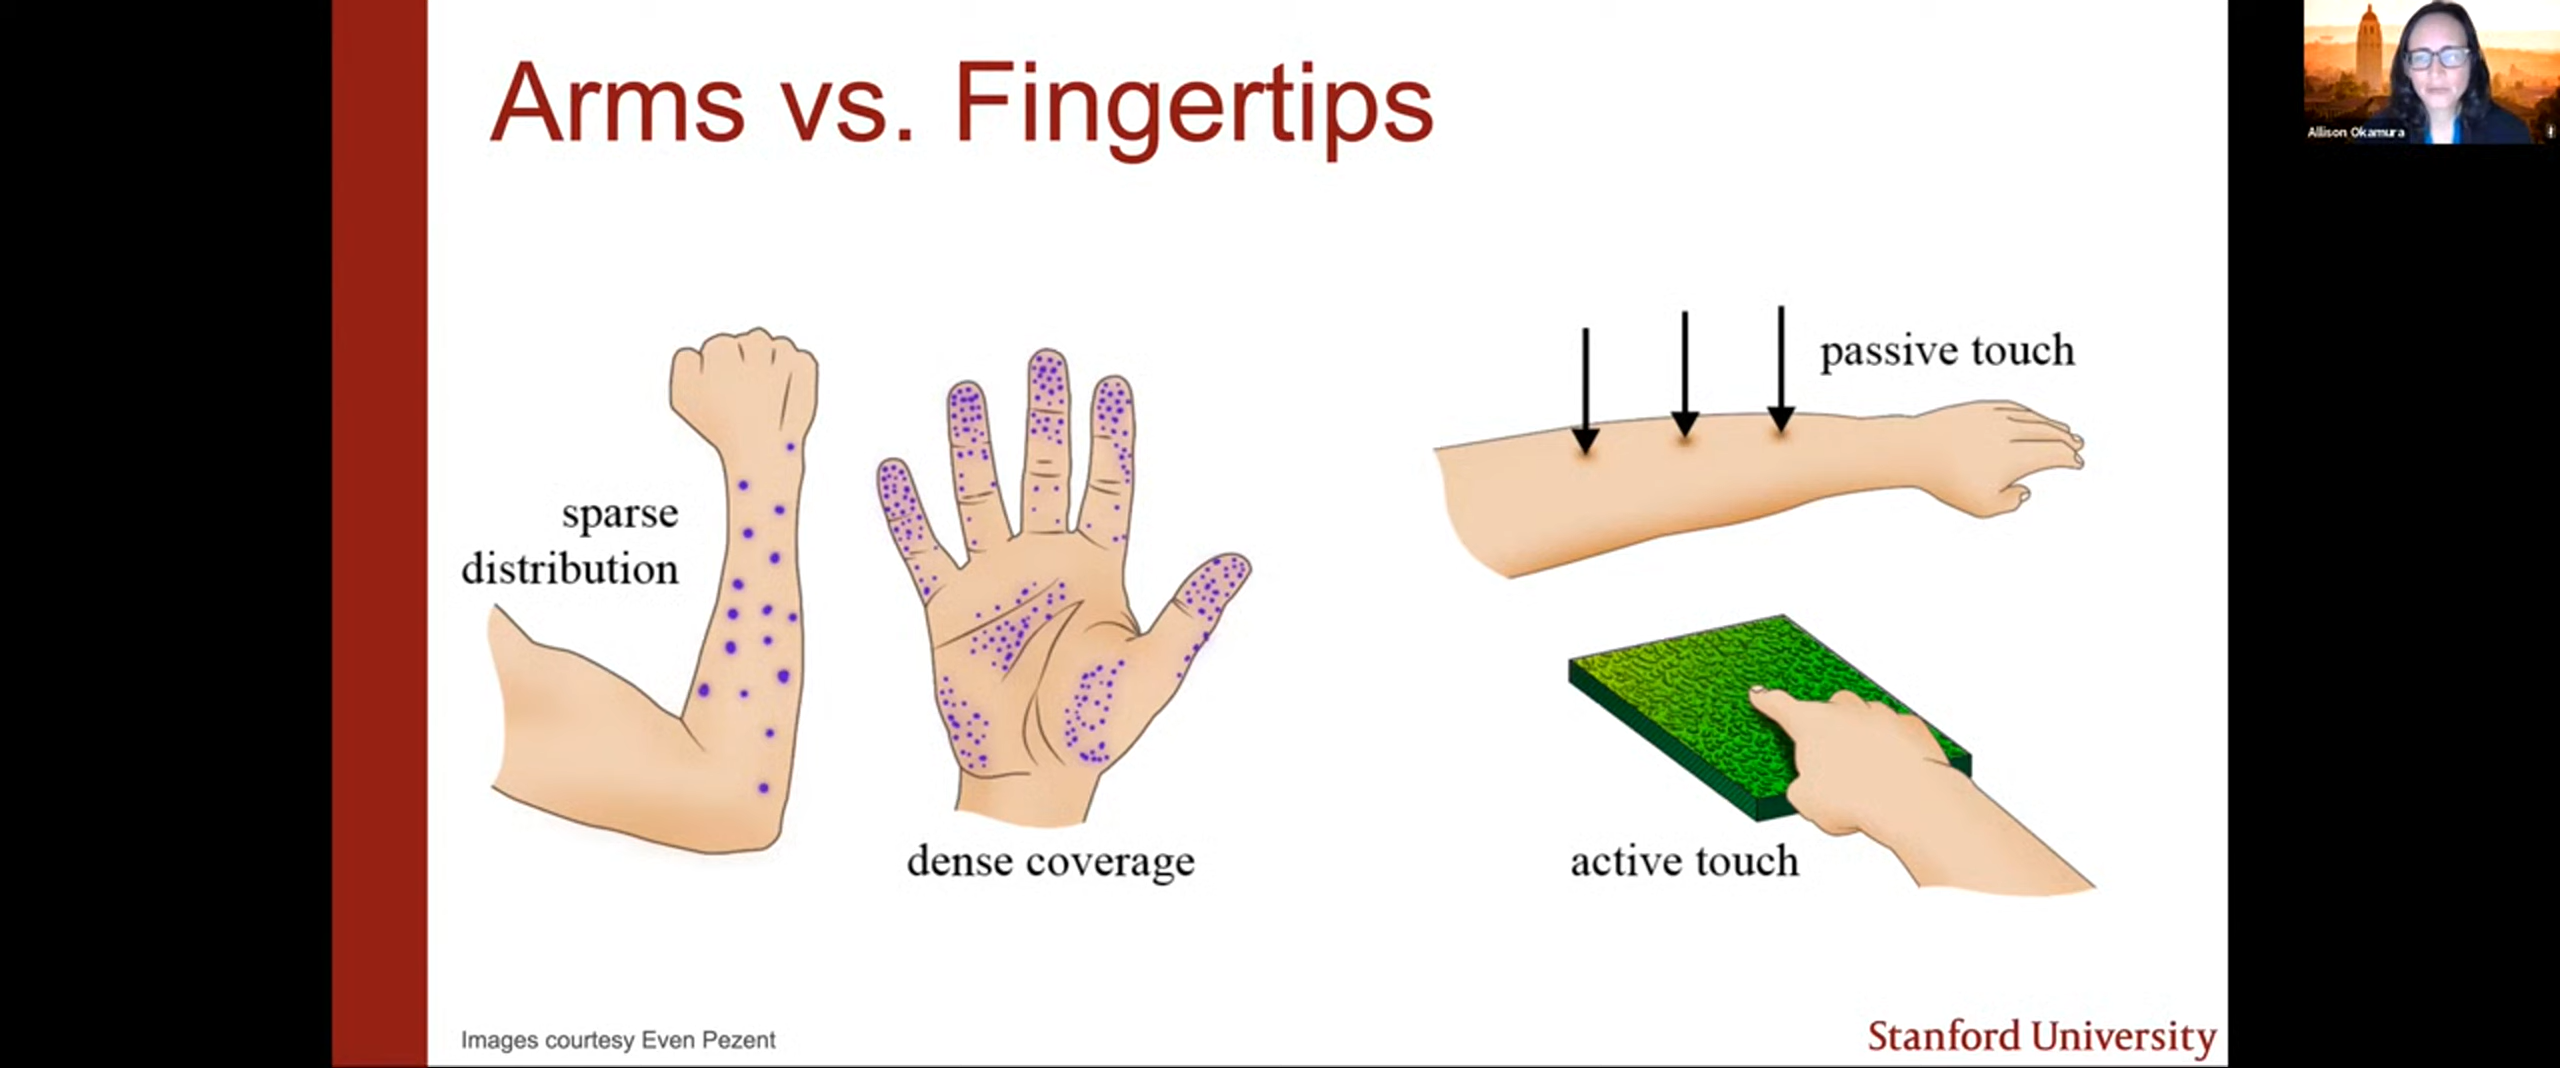 Arms vs. Fingertips
Allison Okamura
sparse
distribution
dense coverage
passive touch
active touch
Images courtesy Even Pezent
Stanford University